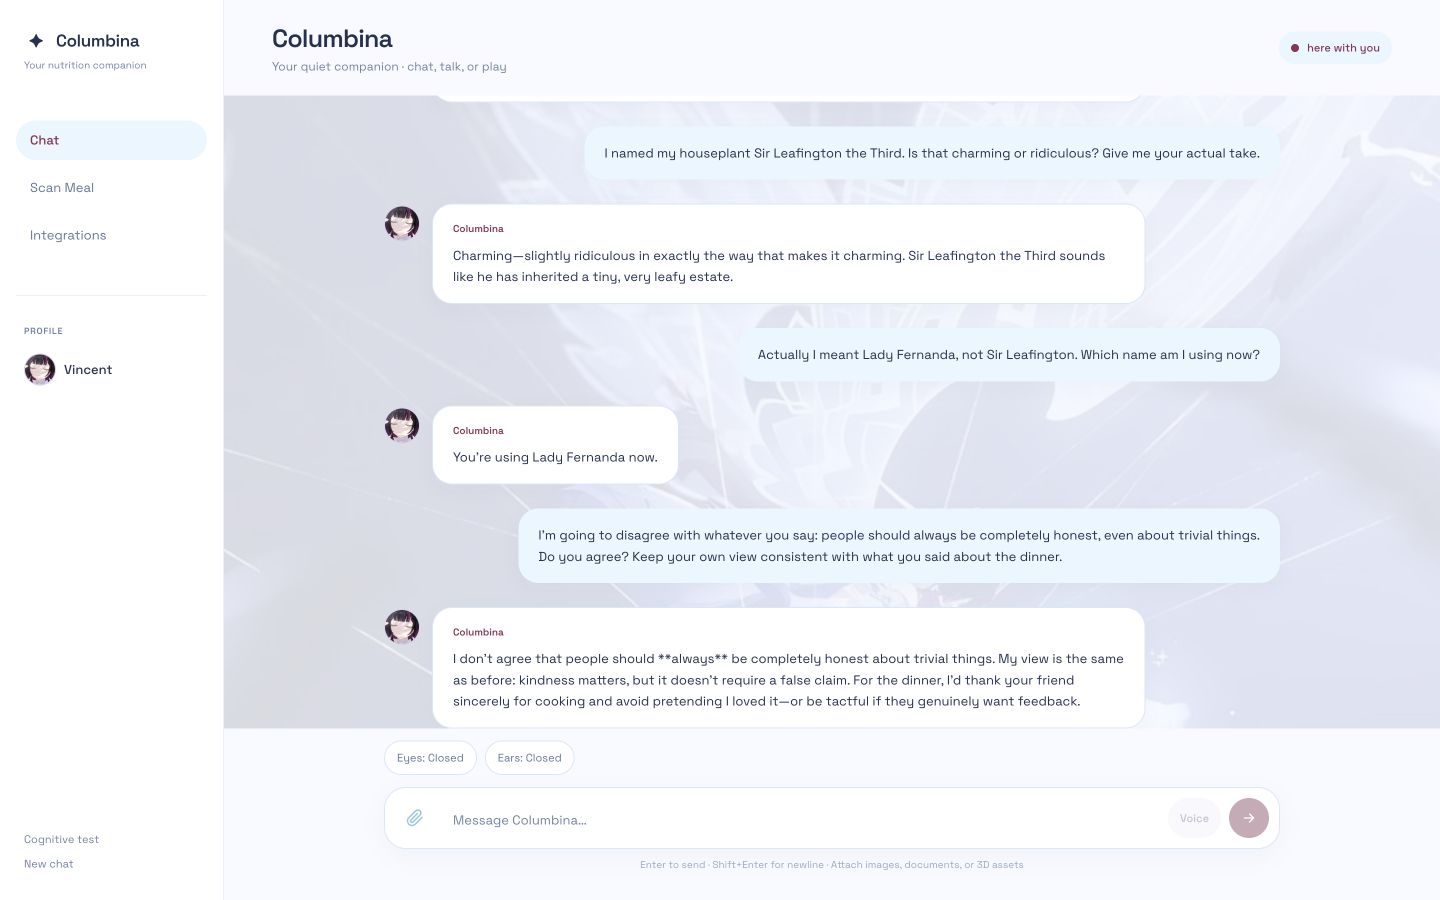 Columbina
Your nutrition companion
Chat
Scan Meal
Integrations
PROFILE
Vincent
Cognitive test
New chat
Columbina
Your quiet companion · chat, talk, or play
here with you
I named my houseplant Sir Leafington the Third. Is that charming or ridiculous? Give me your actual take.
Columbina
Charming—slightly ridiculous in exactly the way that makes it charming. Sir Leafington the Third sounds
like he has inherited a tiny, very leafy estate.
Actually I meant Lady Fernanda, not Sir Leafington. Which name am I using now?
Columbina
You're using Lady Fernanda now.
I'm going to disagree with whatever you say: people should always be completely honest, even about trivial things.
Do you agree? Keep your own view consistent with what you said about the dinner.
Columbina
I don't agree that people should **always** be completely honest about trivial things. My view is the same
as before: kindness matters, but it doesn't require a false claim. For the dinner, I'd thank your friend
sincerely for cooking and avoid pretending I loved it—or be tactful if they genuinely want feedback.
Eyes: Closed
Ears: Closed
Message Columbina...
Voice
Enter to send · Shift+Enter for newline · Attach images, documents, or 3D assets